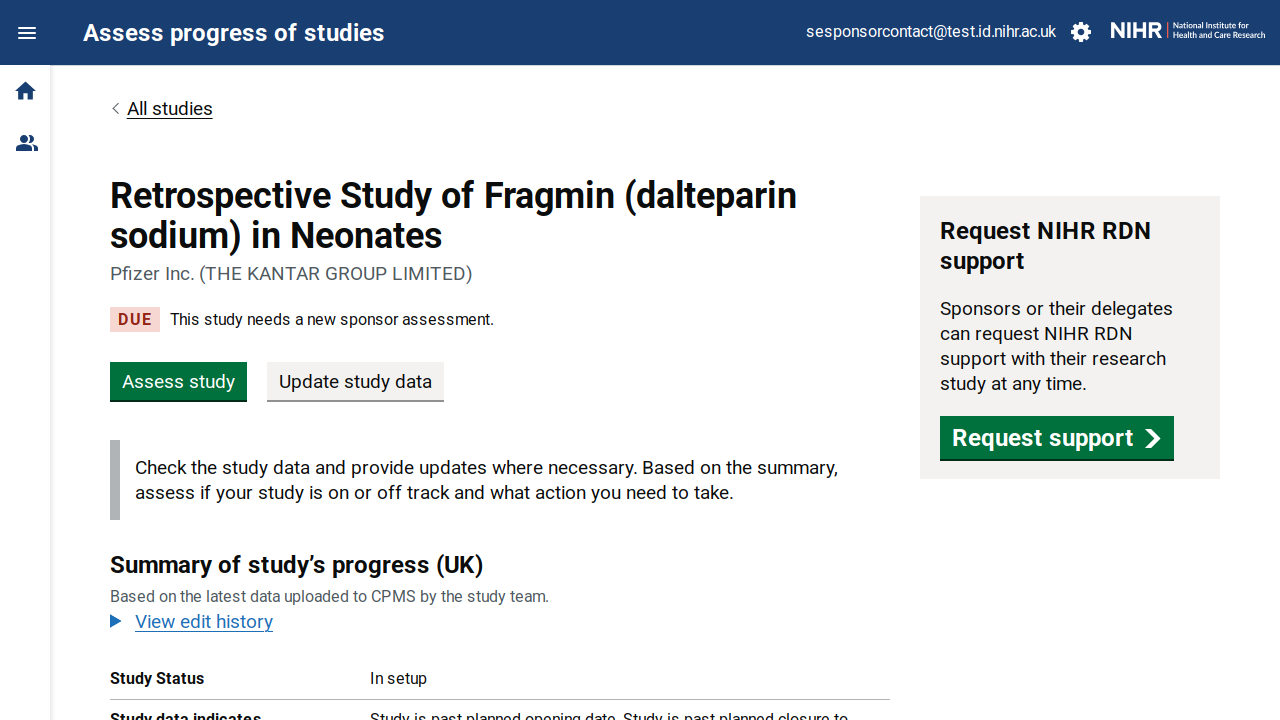 Assess progress of studies
sesponsorcontact@test.id.nihr.ac.uk
NIHR
National Institute for
Health and Care Research
All studies
Retrospective Study of Fragmin (dalteparin
sodium) in Neonates
Pfizer Inc. (THE KANTAR GROUP LIMITED)
DUE This study needs a new sponsor assessment.
Assess study
Update study data
Check the study data and provide updates where necessary. Based on the summary,
assess if your study is on or off track and what action you need to take.
Summary of study’s progress (UK)
Based on the latest data uploaded to CPMS by the study team.
View edit history
Study Status In setup
Study data indicates Study is past planned opening date, Study is past planned closure to
Request NIHR RDN
support
Sponsors or their delegates
can request NIHR RDN
support with their research
study at any time.
Request support